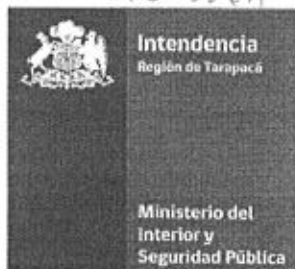 Intendencia
Región de Tarapacá
Ministerio del
Interior y
Seguridad Pública